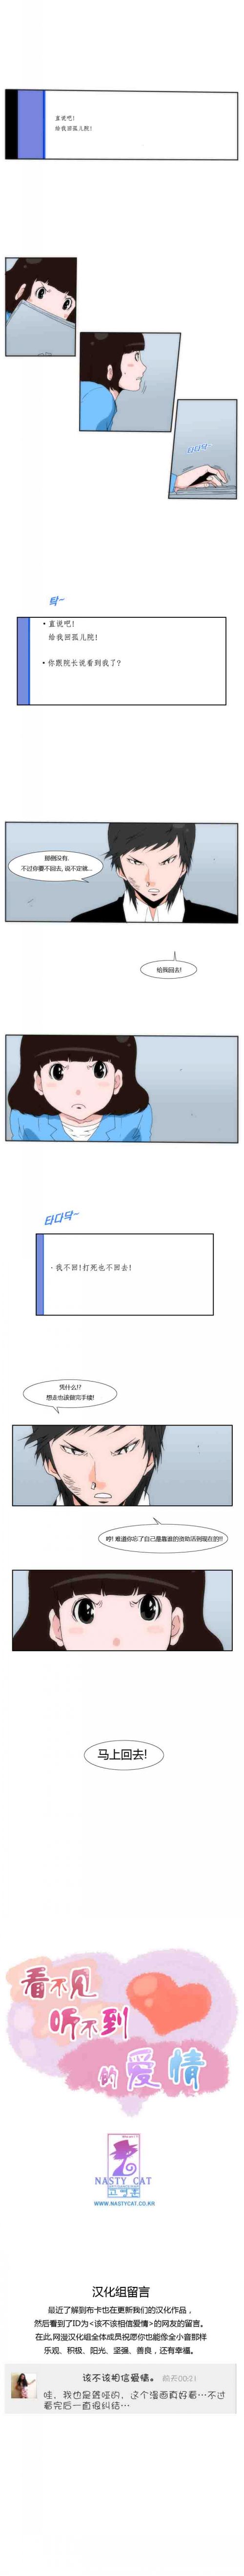 直说吧!
给我回孤儿院!
타다닥~
탁~
• 直说吧!
给我回孤儿院!
• 你跟院长说看到我了?
那倒没有.
不过你要不回去, 说不定就...
给我回去!
타다닥~
· 我不回!打死也不回去!
凭什么!?
想走也该做完手续!
哼! 难道你忘了自己是靠谁的资助活到现在的!!!
马上回去!
看不见
听不到
的爱情
NASTY CAT
WWW.NASTYCAT.CO.KR
汉化组留言
最近了解到布卡也在更新我们的汉化作品，
然后看到了ID为<该不该相信爱情>的网友的留言。
在此,网漫汉化组全体成员祝愿你也能像全小音那样
乐观、积极、阳光、坚强、善良，还有幸福。
该不该相信爱情。 前天00:21
哇、我也是聋哑的，这个漫画真好看…不过
看完后一直很纠结…